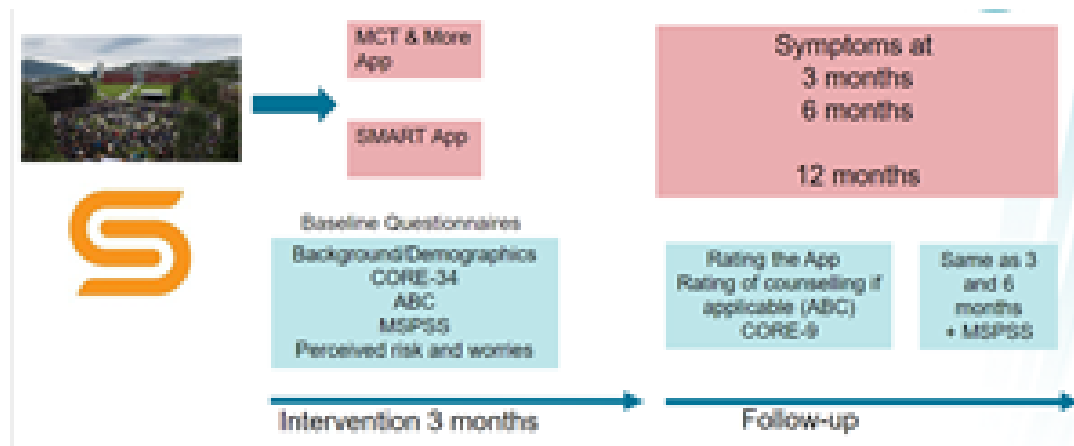 MCT & More
App
SMART App
Symptoms at
3 months
6 months
12 months
Baseline Questionnaires
Background/Demographics
CORE-34
ABC
MSPSS
Perceived risk and worries
Rating the App
Rating of counselling if
applicable (ABC)
CORE-9
Same as 3
and 6
months
+ MSPSS
Intervention 3 months
Follow-up